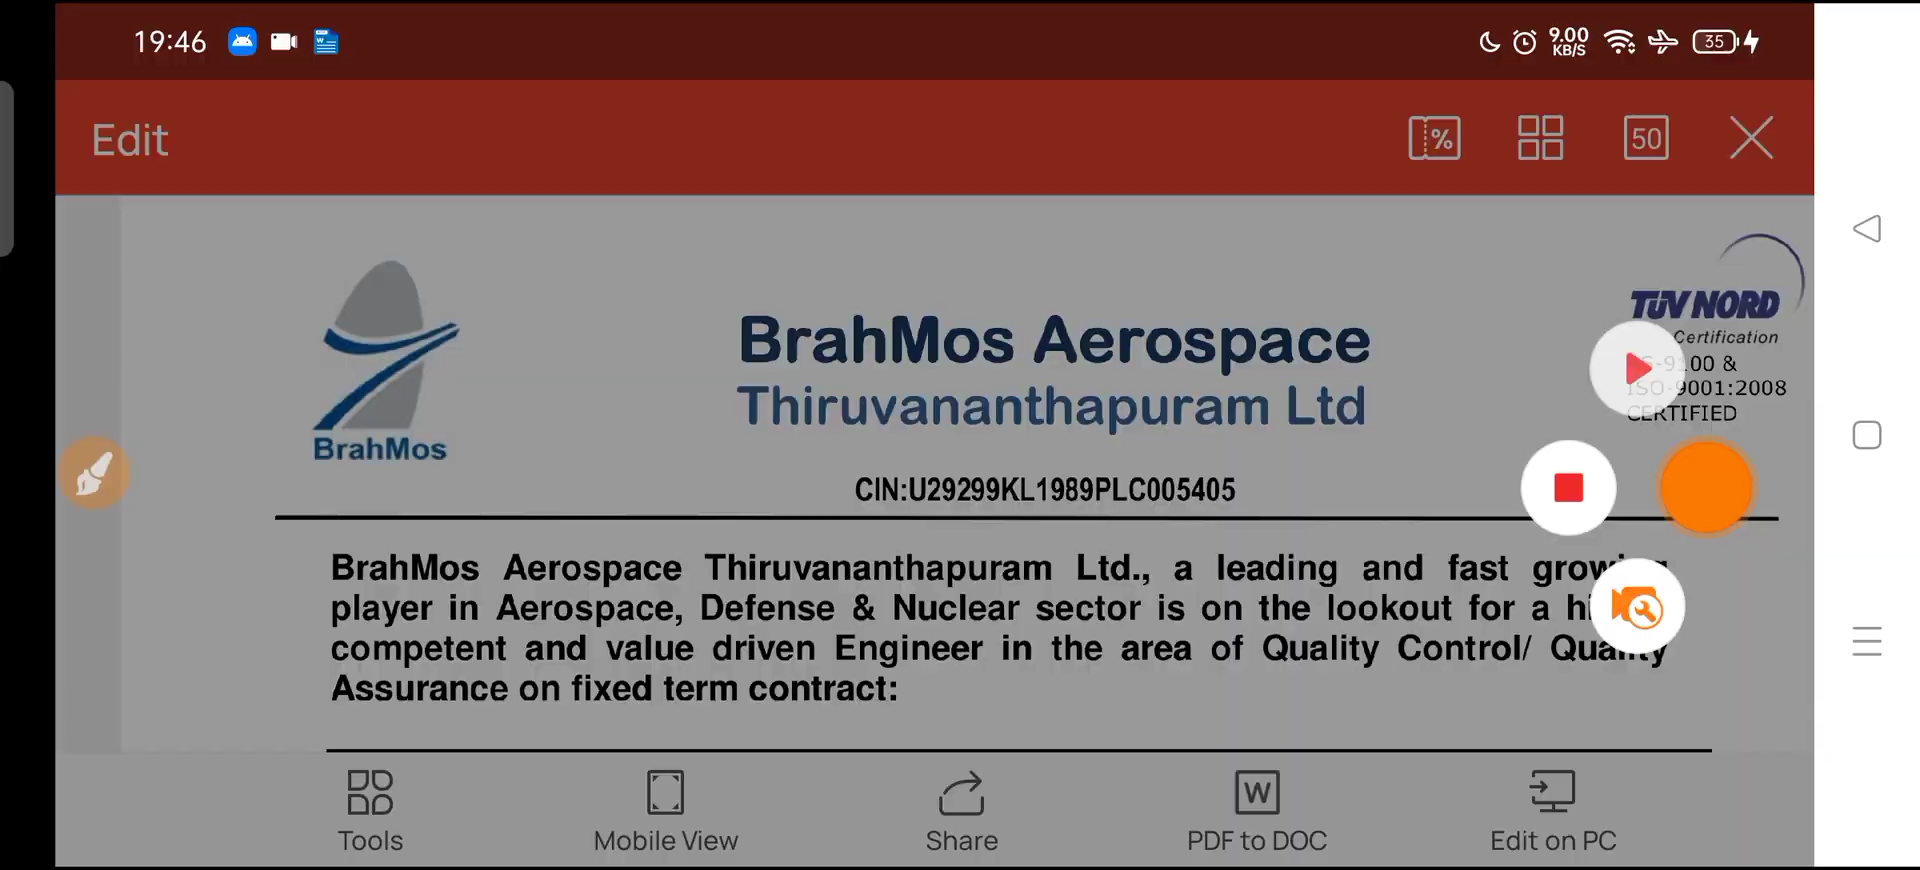 19:46
9.00
KB/S
35
Edit
%
50
BrahMos
BrahMos Aerospace
Thiruvananthapuram Ltd
CIN:U29299KL1989PLC005405
TÜV NORD
Certification
-9100 &
ISO-9001:2008
CERTIFIED
BrahMos Aerospace Thiruvananthapuram Ltd., a leading and fast
player in Aerospace, Defense & Nuclear sector is on the lookout for a
competent and value driven Engineer in the area of Quality Control/ Quality
Assurance on fixed term contract:
Tools
Mobile View
Share
W
PDF to DOC
Edit on PC